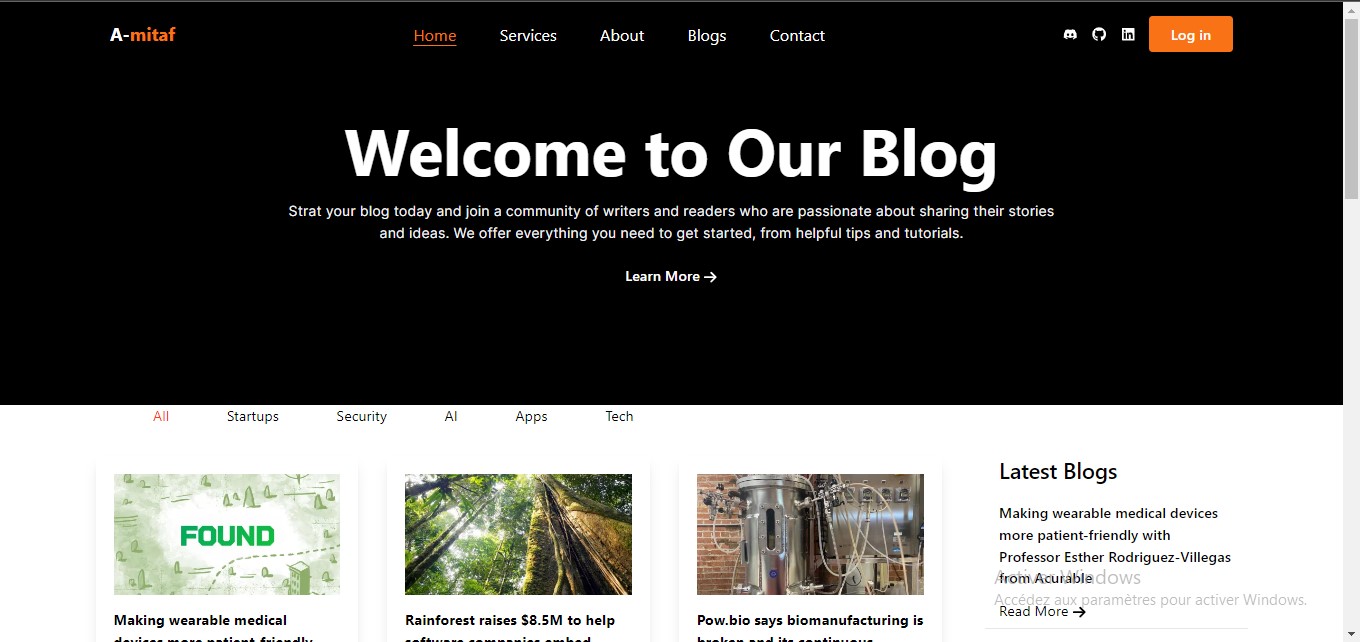 A-mitaf
Home Services About Blogs Contact
Log in
Welcome to Our Blog
Strat your blog today and join a community of writers and readers who are passionate about sharing their stories
and ideas. We offer everything you need to get started, from helpful tips and tutorials.
Learn More →
All Startups Security AI Apps Tech
FOUND
Making wearable medical
devices more patient-friendly
Rainforest raises $8.5M to help
software companies embed
Pow.bio says biomanufacturing is
broken and its continuous
Latest Blogs
Making wearable medical devices
more patient-friendly with
Professor Esther Rodriguez-Villegas
from Acurable
Read More →
Activer Windows
Accédez aux paramètres pour activer Windows.